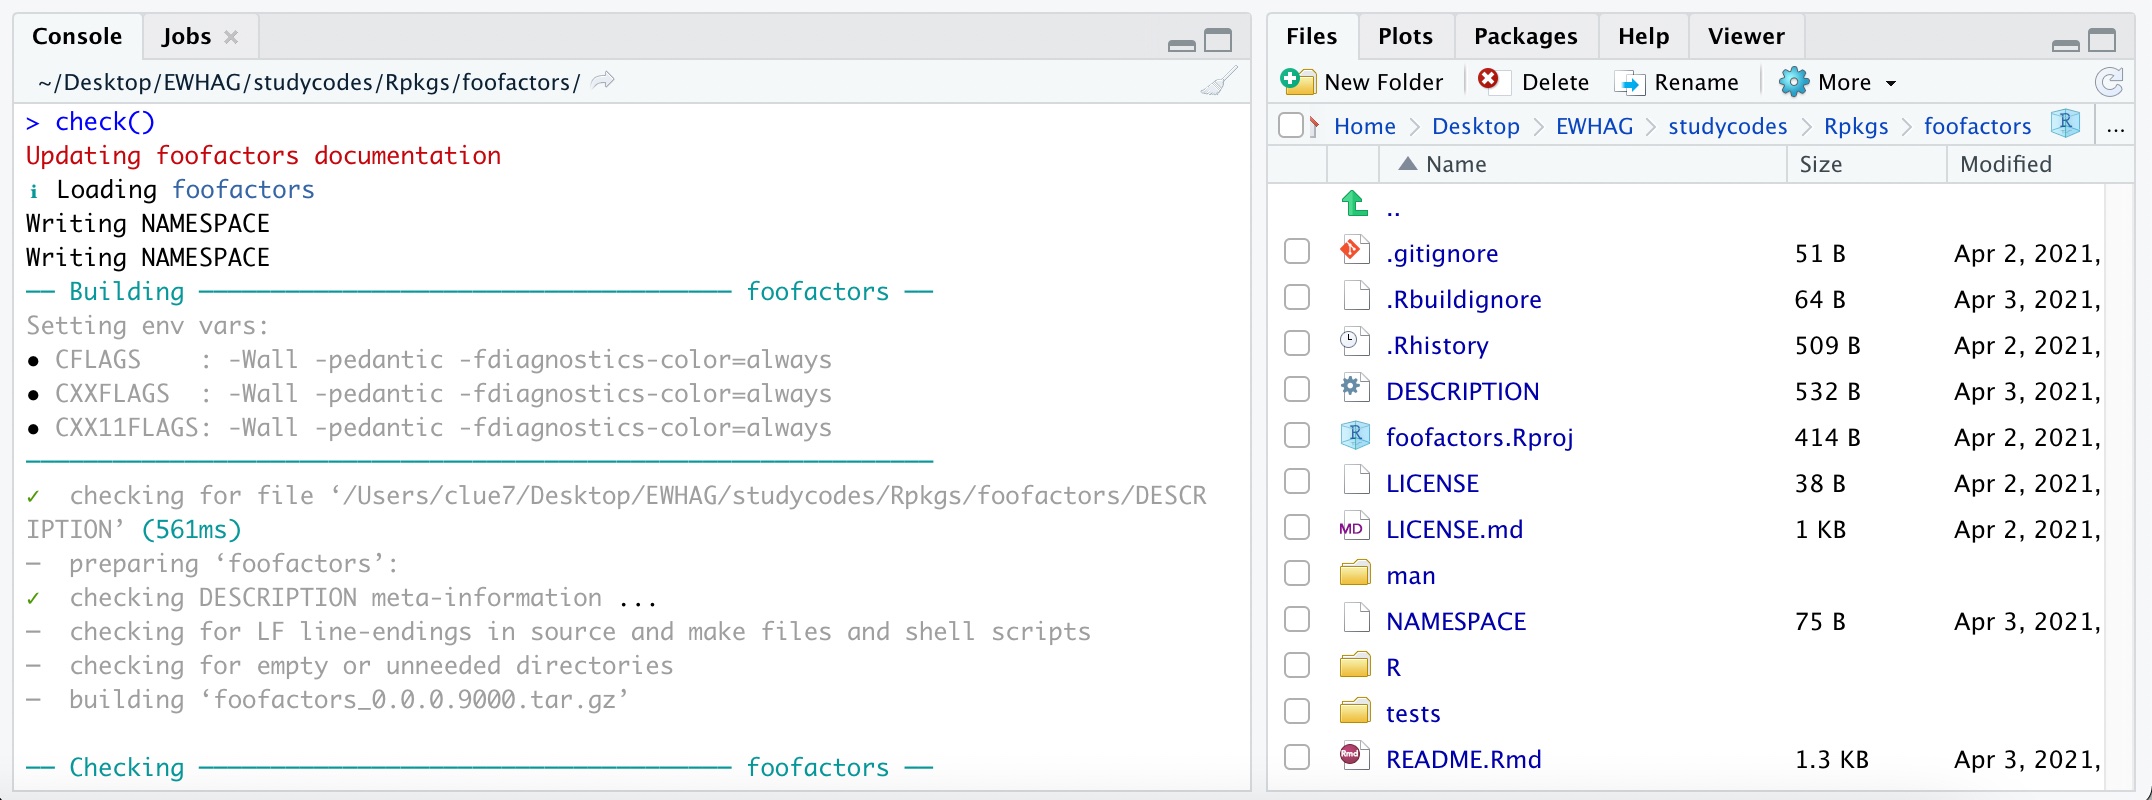 Console Jobs
~/Desktop/EWHAG/studycodes/Rpkgs/foofactors/
> check()
Updating foofactors documentation
i Loading foofactors
Writing NAMESPACE
Writing NAMESPACE
── Building ───────────────────────────────────── foofactors ──
Setting env vars:
● CFLAGS    : -Wall -pedantic -fdiagnostics-color=always
● CXXFLAGS  : -Wall -pedantic -fdiagnostics-color=always
● CXX11FLAGS: -Wall -pedantic -fdiagnostics-color=always
───────────────────────────────────────────────────────────────
✓  checking for file ‘/Users/clue7/Desktop/EWHAG/studycodes/Rpkgs/foofactors/DESCR
IPTION’ (561ms)
─  preparing ‘foofactors’:
✓  checking DESCRIPTION meta-information ...
─  checking for LF line-endings in source and make files and shell scripts
─  checking for empty or unneeded directories
─  building ‘foofactors_0.0.0.9000.tar.gz’
── Checking ───────────────────────────────────── foofactors ──
Files Plots Packages Help Viewer
New Folder Delete Rename More
Home Desktop EWHAG studycodes Rpkgs foofactors R ...
Name Size Modified
..
.gitignore 51 B Apr 2, 2021,
.Rbuildignore 64 B Apr 3, 2021,
.Rhistory 509 B Apr 2, 2021,
DESCRIPTION 532 B Apr 3, 2021,
R foofactors.Rproj 414 B Apr 2, 2021,
LICENSE 38 B Apr 2, 2021,
MD LICENSE.md 1 KB Apr 2, 2021,
man
NAMESPACE 75 B Apr 3, 2021,
R
tests
Rmd README.Rmd 1.3 KB Apr 3, 2021,